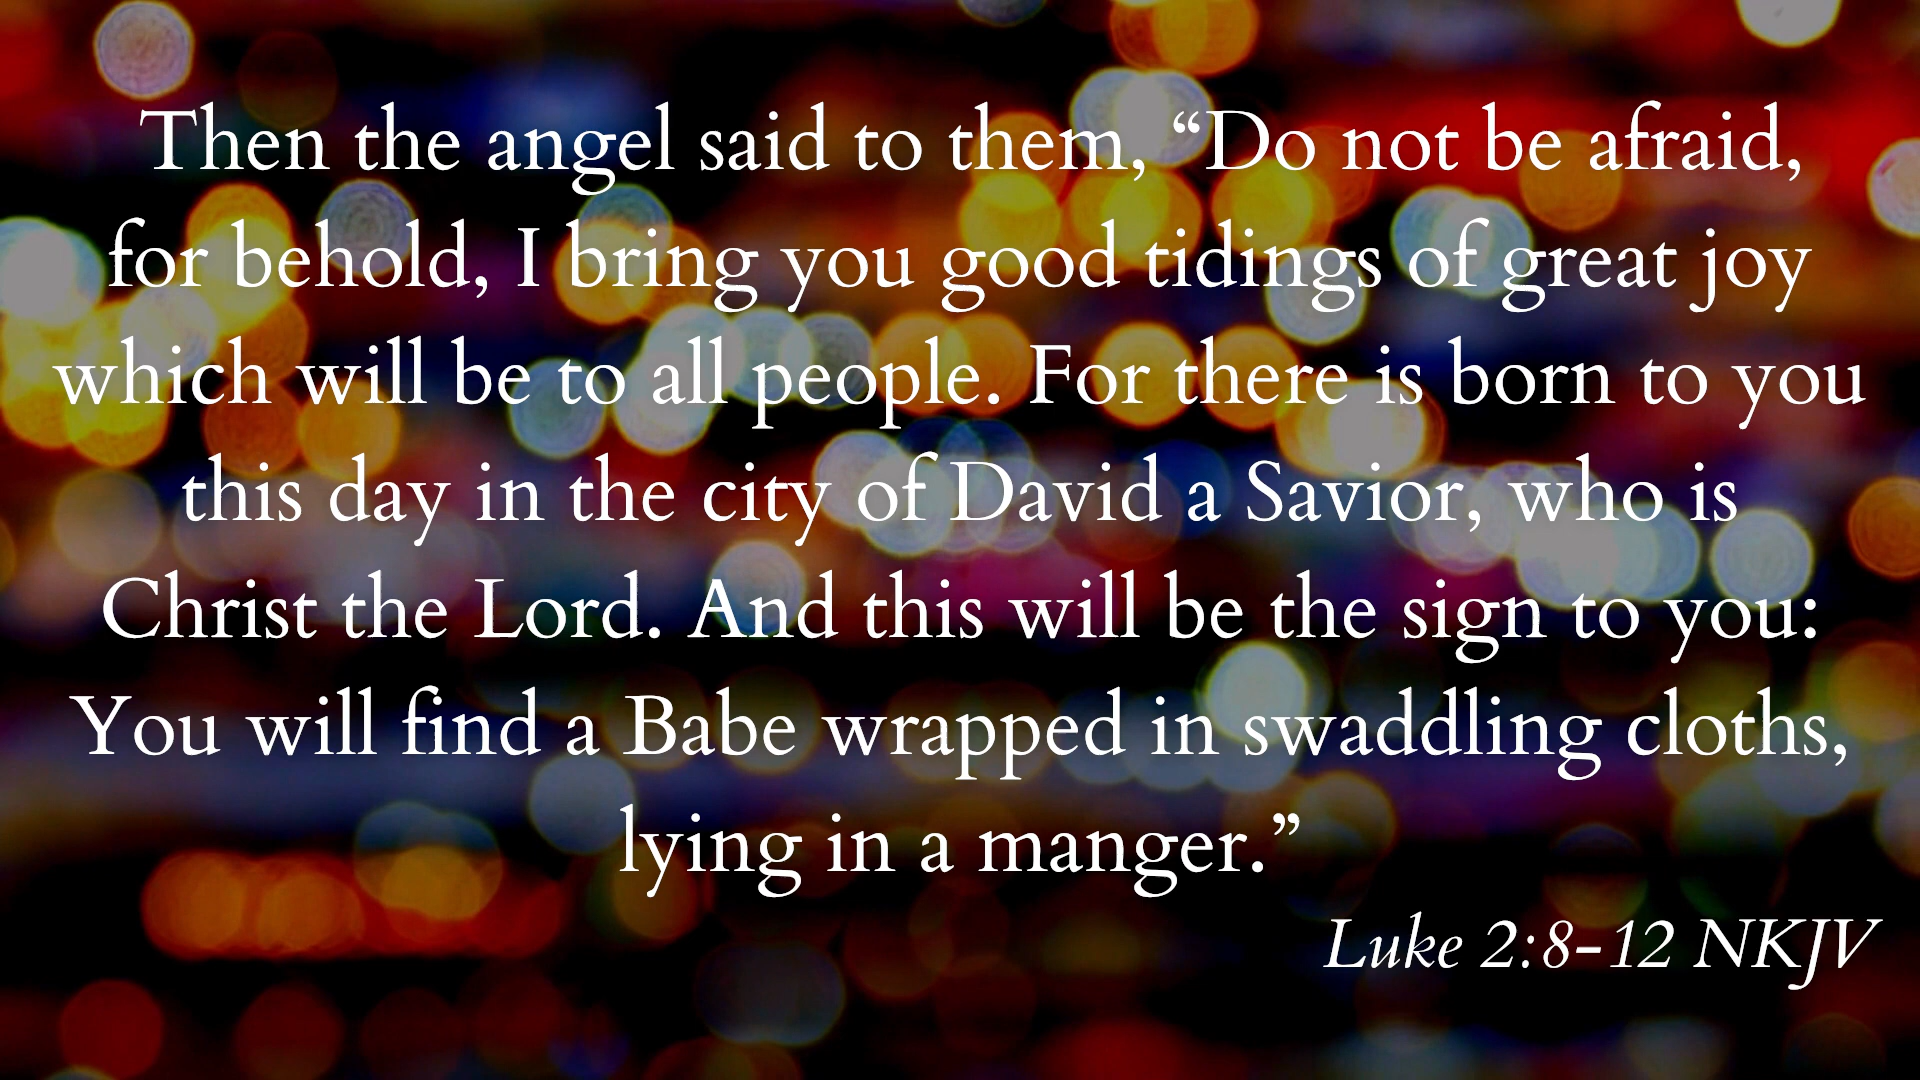 Then the angel said to them, “Do not be afraid,
for behold, I bring you good tidings of great joy
which will be to all people. For there is born to you
this day in the city of David a Savior, who is
Christ the Lord. And this will be the sign to you:
You will find a Babe wrapped in swaddling cloths,
lying in a manger.”
Luke 2:8-12 NKJV